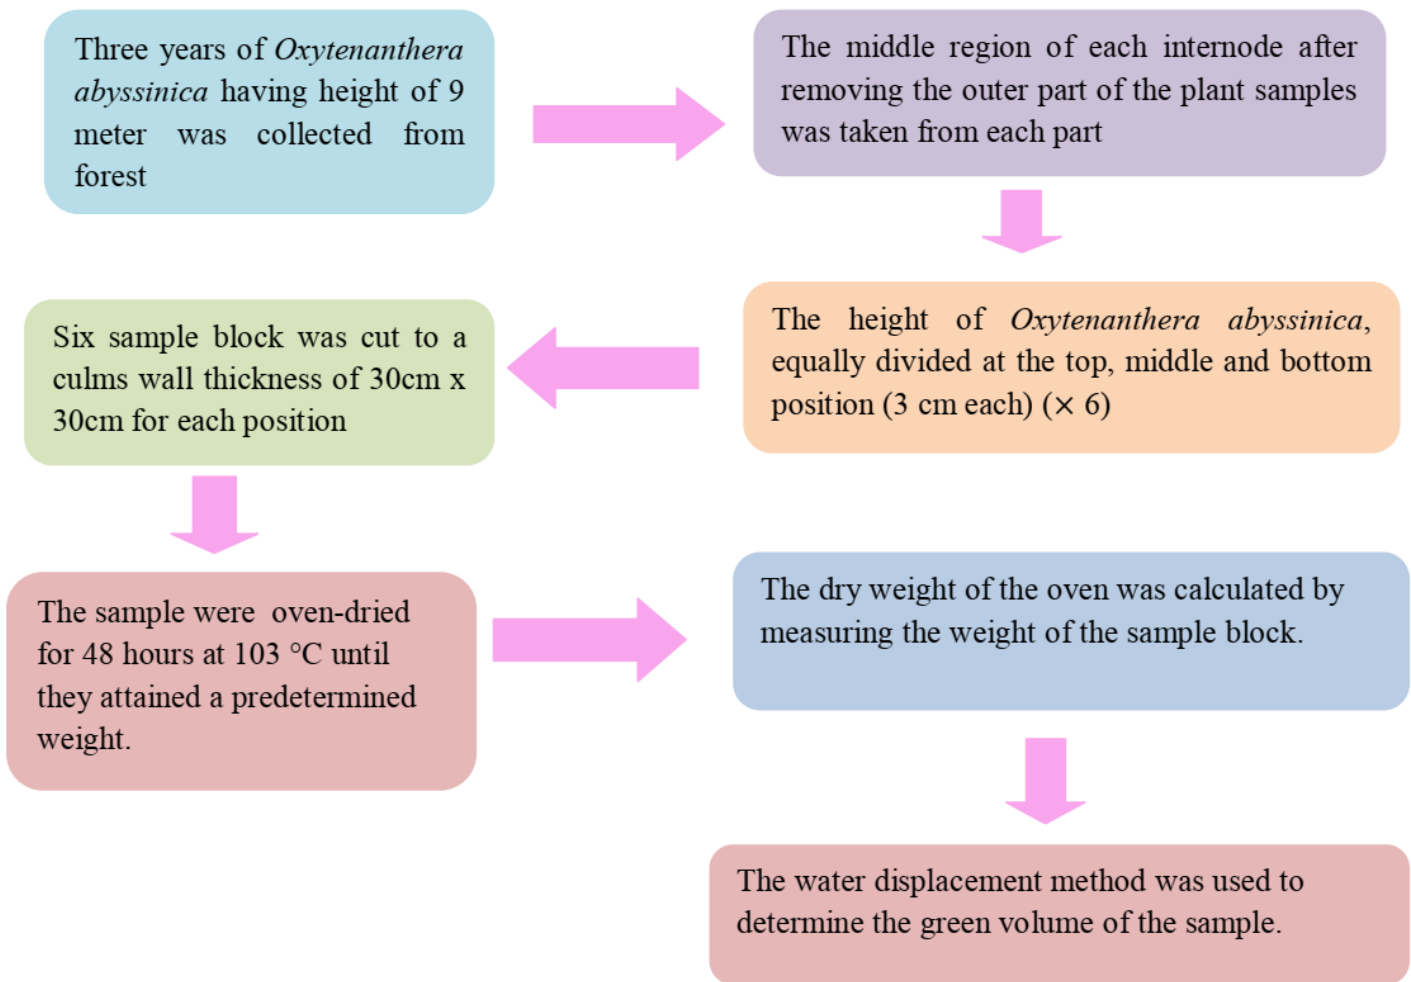 Three years of Oxytenanthera
abyssinica having height of 9
meter was collected from
forest
The middle region of each internode after
removing the outer part of the plant samples
was taken from each part
The height of Oxytenanthera abyssinica,
equally divided at the top, middle and bottom
position (3 cm each) (× 6)
Six sample block was cut to a
culms wall thickness of 30cm x
30cm for each position
The sample were oven-dried
for 48 hours at 103 °C until
they attained a predetermined
weight.
The dry weight of the oven was calculated by
measuring the weight of the sample block.
The water displacement method was used to
determine the green volume of the sample.